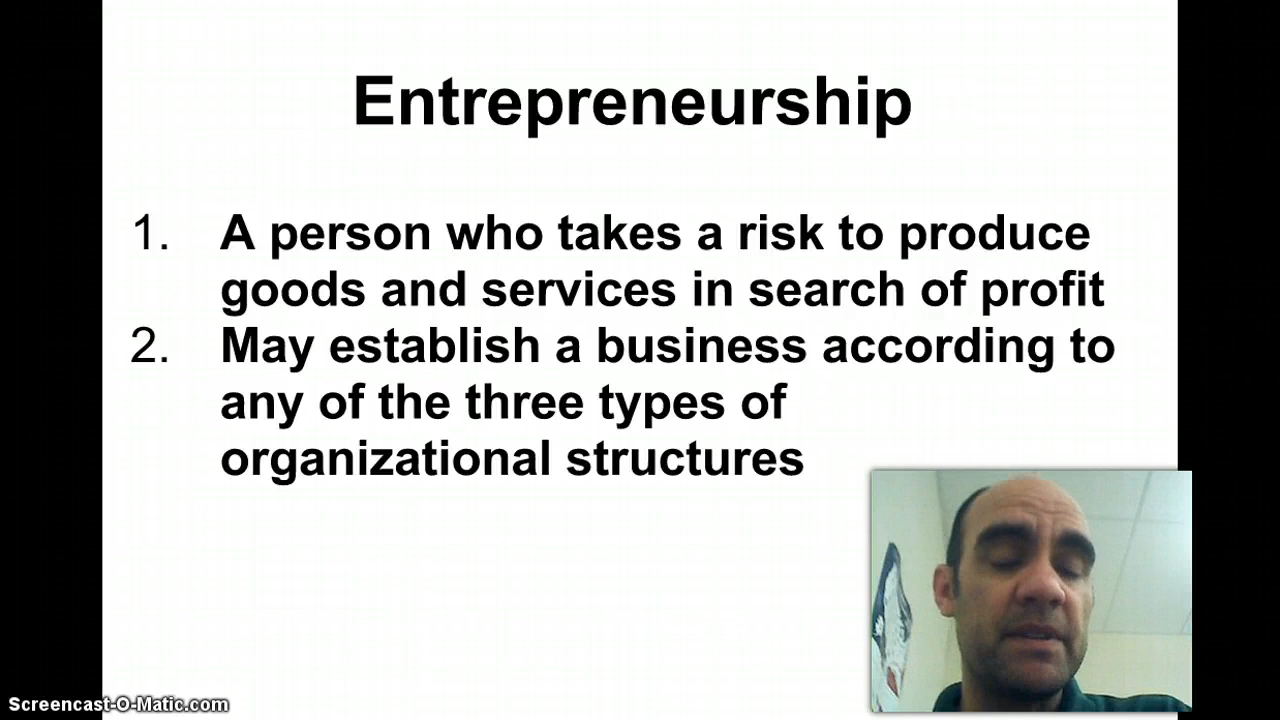 Entrepreneurship
1. A person who takes a risk to produce
goods and services in search of profit
2. May establish a business according to
any of the three types of
organizational structures
Screencast-O-Matic.com